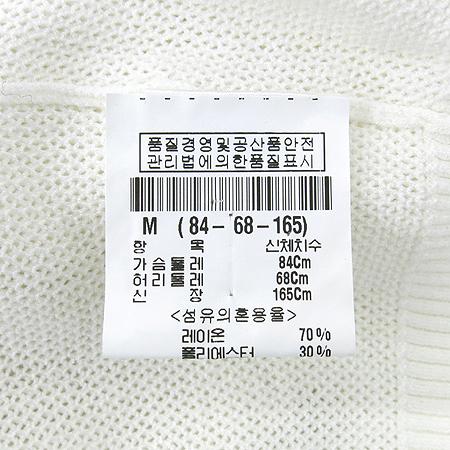 품질경영및공산품안전
관리법에의한품질표시
M (84-68-165)
항 목 신체치수
가슴둘레 84Cm
허리둘레 68Cm
신 장 165Cm
<섬유의혼용율>
레이온 70%
폴리에스터 30%